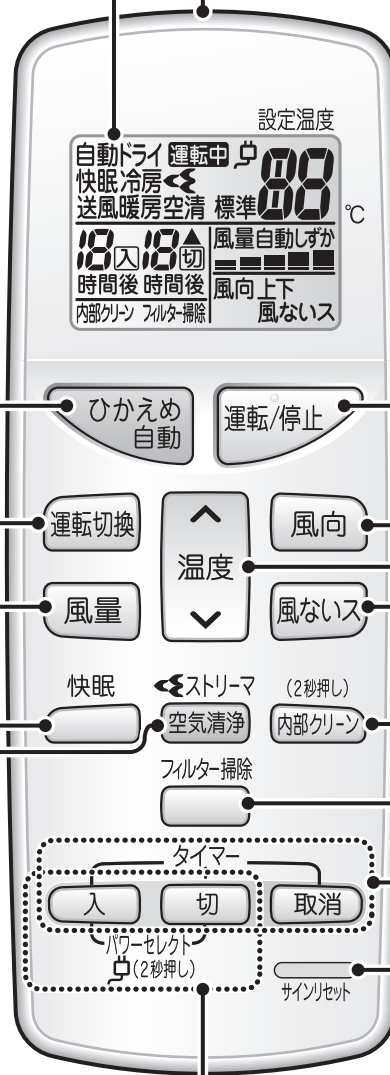 設定温度
自動ドライ 運転中
快眠 冷房
送風暖房空清 標準 88 ℃
18入 18切 風量自動しずか
時間後 時間後 風向 上下
内部クリーン フィルター掃除 風ないス
ひかえめ
自動
運転/停止
運転切換
温度
風向
風量
風ないス
快眠
ストリーマ
空気清浄
(2秒押し)
内部クリーン
フィルター掃除
タイマー
入
切
取消
パワーセレクト
(2秒押し)
サインリセット